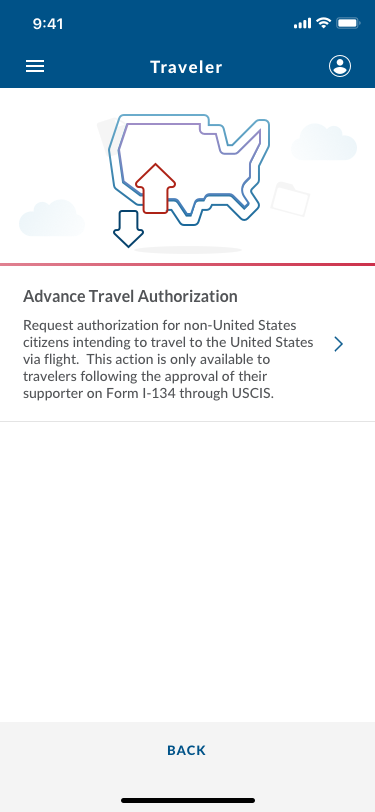 9:41
Traveler
Advance Travel Authorization
Request authorization for non-United States
citizens intending to travel to the United States
via flight.  This action is only available to
travelers following the approval of their
supporter on Form I-134 through USCIS.
BACK